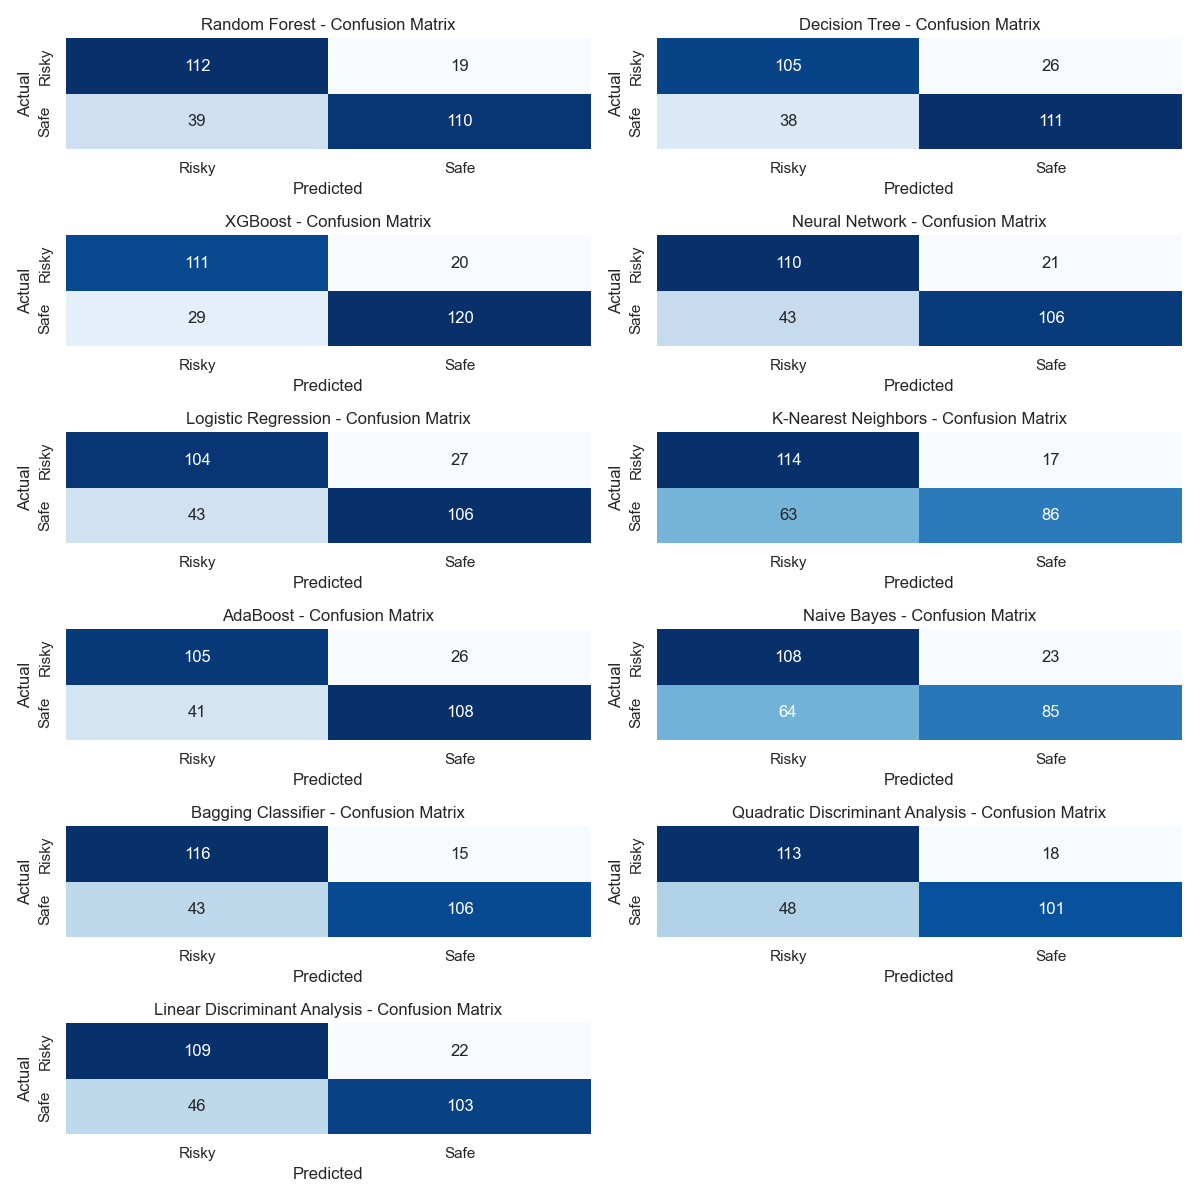 Random Forest - Confusion Matrix
Actual
Risky
112
19
Safe
39
110
Risky
Safe
Predicted
Decision Tree - Confusion Matrix
Actual
Risky
105
26
Safe
38
111
Risky
Safe
Predicted
XGBoost - Confusion Matrix
Actual
Risky
111
20
Safe
29
120
Risky
Safe
Predicted
Neural Network - Confusion Matrix
Actual
Risky
110
21
Safe
43
106
Risky
Safe
Predicted
Logistic Regression - Confusion Matrix
Actual
Risky
104
27
Safe
43
106
Risky
Safe
Predicted
K-Nearest Neighbors - Confusion Matrix
Actual
Risky
114
17
Safe
63
86
Risky
Safe
Predicted
AdaBoost - Confusion Matrix
Actual
Risky
105
26
Safe
41
108
Risky
Safe
Predicted
Naive Bayes - Confusion Matrix
Actual
Risky
108
23
Safe
64
85
Risky
Safe
Predicted
Bagging Classifier - Confusion Matrix
Actual
Risky
116
15
Safe
43
106
Risky
Safe
Predicted
Quadratic Discriminant Analysis - Confusion Matrix
Actual
Risky
113
18
Safe
48
101
Risky
Safe
Predicted
Linear Discriminant Analysis - Confusion Matrix
Actual
Risky
109
22
Safe
46
103
Risky
Safe
Predicted